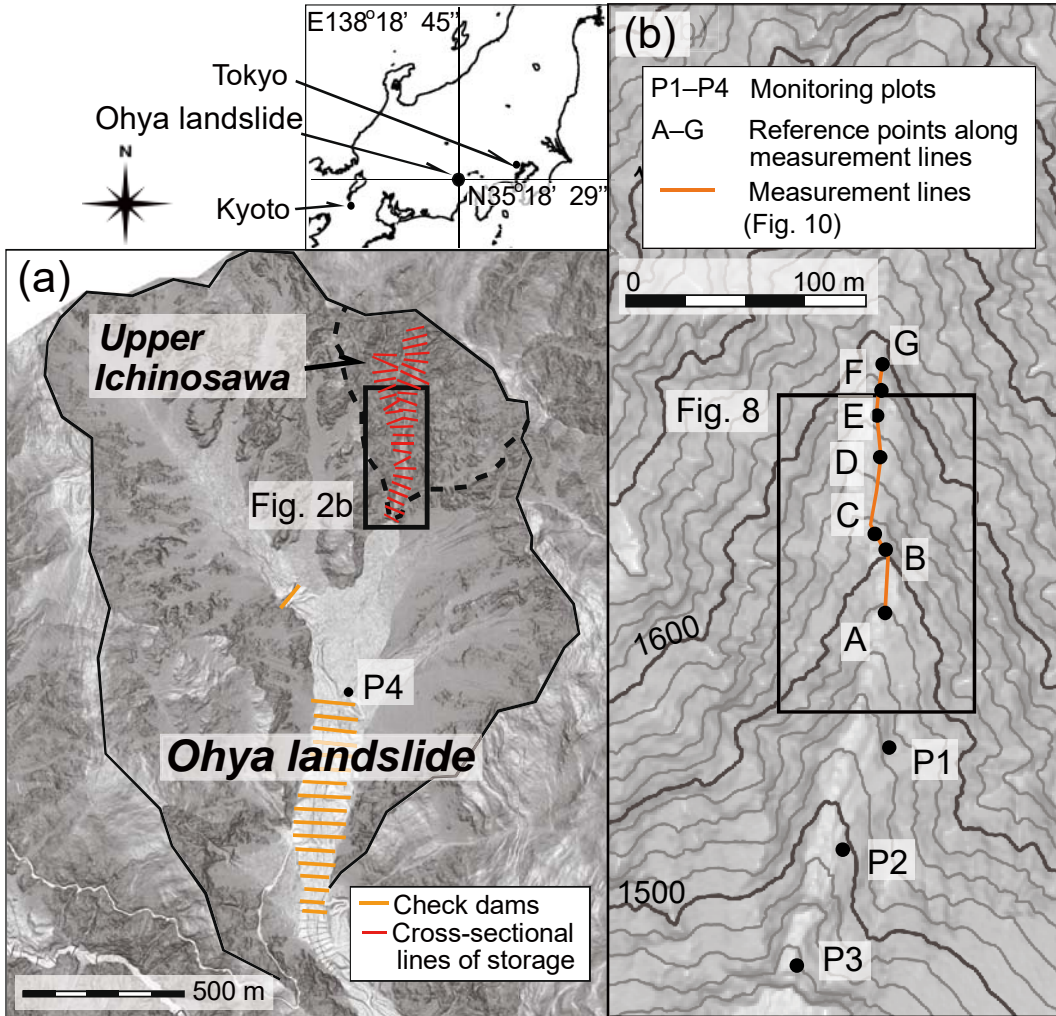 E138°18' 45"
Tokyo
Ohya landslide
N
N35°18' 29"
Kyoto
(a)
Upper
Ichinosawa
Fig. 2b
P4
Ohya landslide
Check dams
Cross-sectional
lines of storage
500 m
(b)
P1–P4 Monitoring plots
A–G Reference points along
measurement lines
Measurement lines
(Fig. 10)
0 100 m
G
F
Fig. 8
E
D
C
B
A
1600
P1
P2
1500
P3